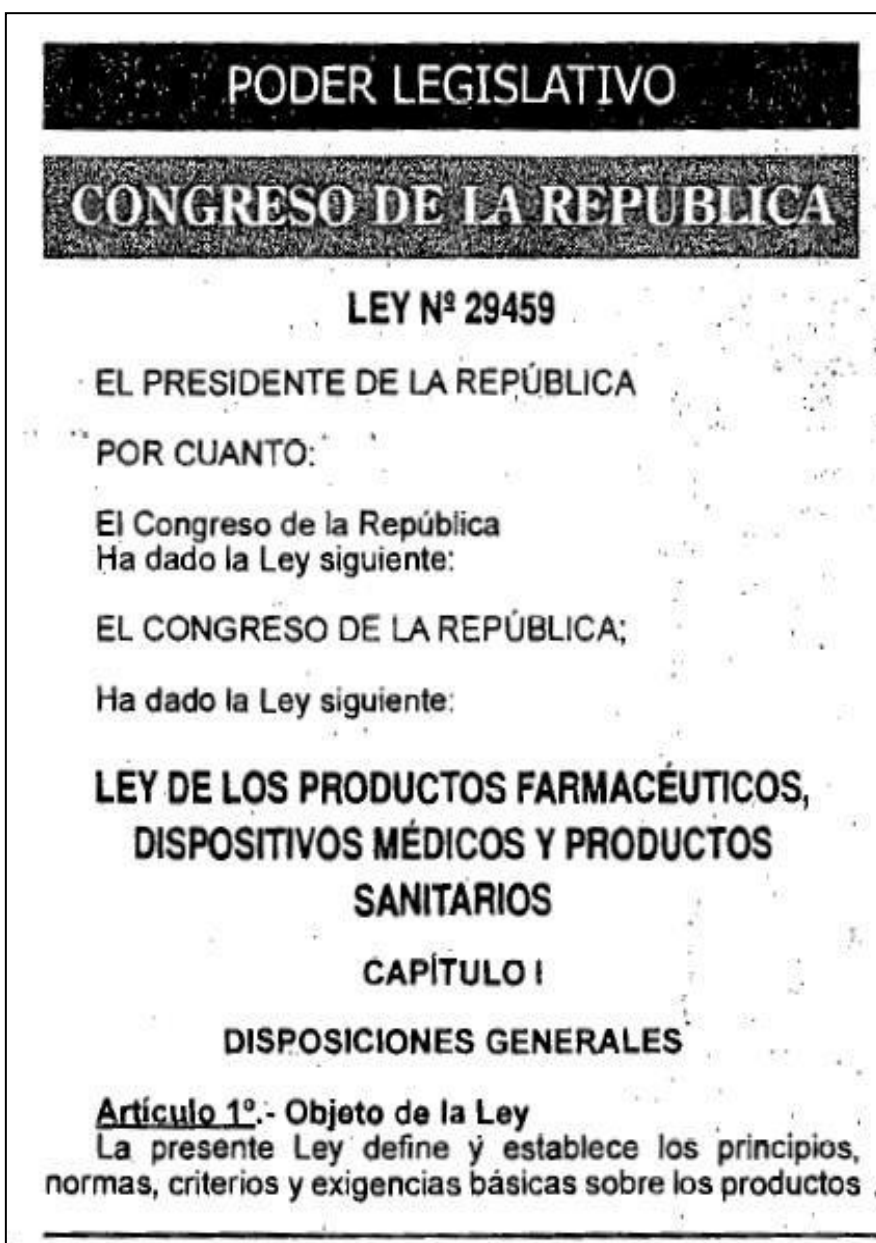 PODER LEGISLATIVO
CONGRESO DE LA REPUBLICA
LEY Nº 29459
EL PRESIDENTE DE LA REPÚBLICA
POR CUANTO:
El Congreso de la República
Ha dado la Ley siguiente:
EL CONGRESO DE LA REPÚBLICA;
Ha dado la Ley siguiente:
LEY DE LOS PRODUCTOS FARMACÉUTICOS,
DISPOSITIVOS MÉDICOS Y PRODUCTOS
SANITARIOS
CAPÍTULO I
DISPOSICIONES GENERALES
Artículo 1º.- Objeto de la Ley
La presente Ley define y establece los principios,
normas, criterios y exigencias básicas sobre los productos